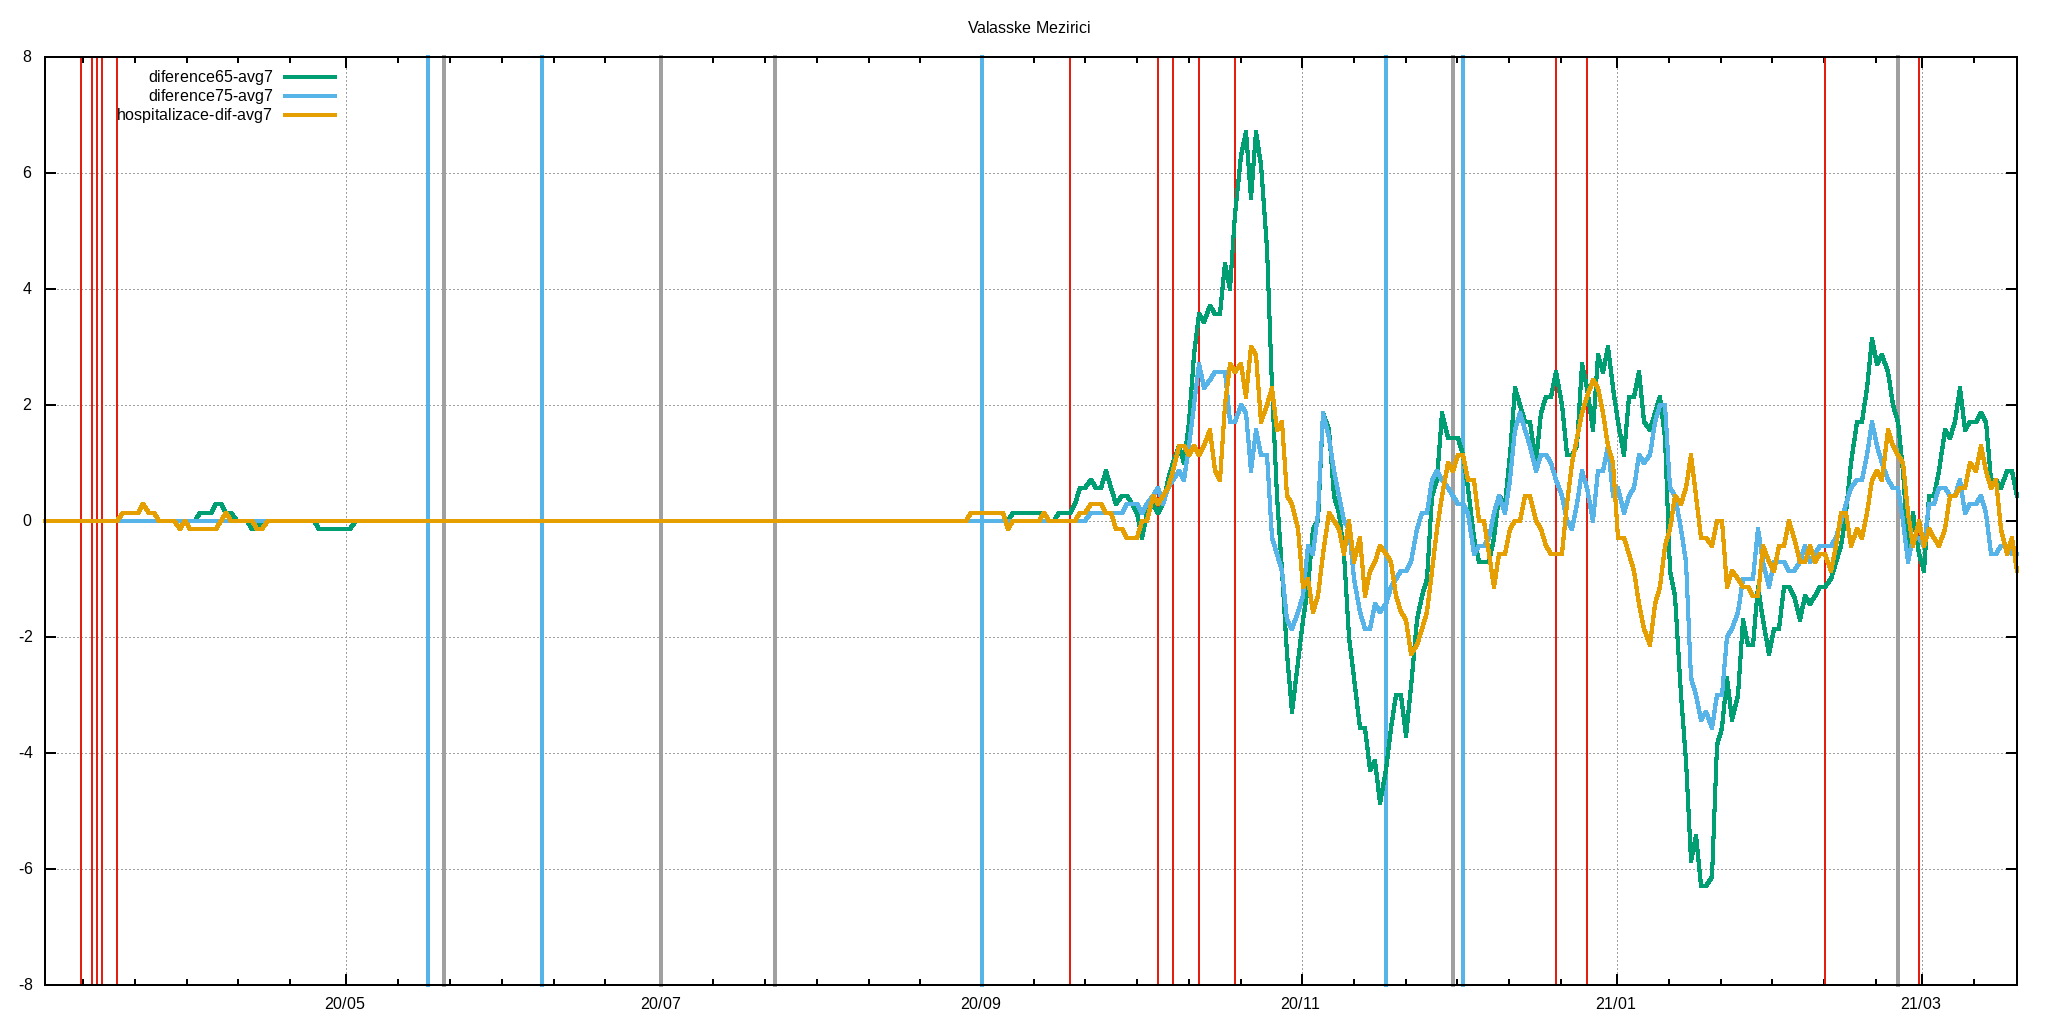 Valasske Mezirici
8
diference65-avg7
diference75-avg7
hospitalizace-dif-avg7
6
4
2
0
-2
-4
-6
-8
20/05 20/07 20/09 20/11 21/01 21/03